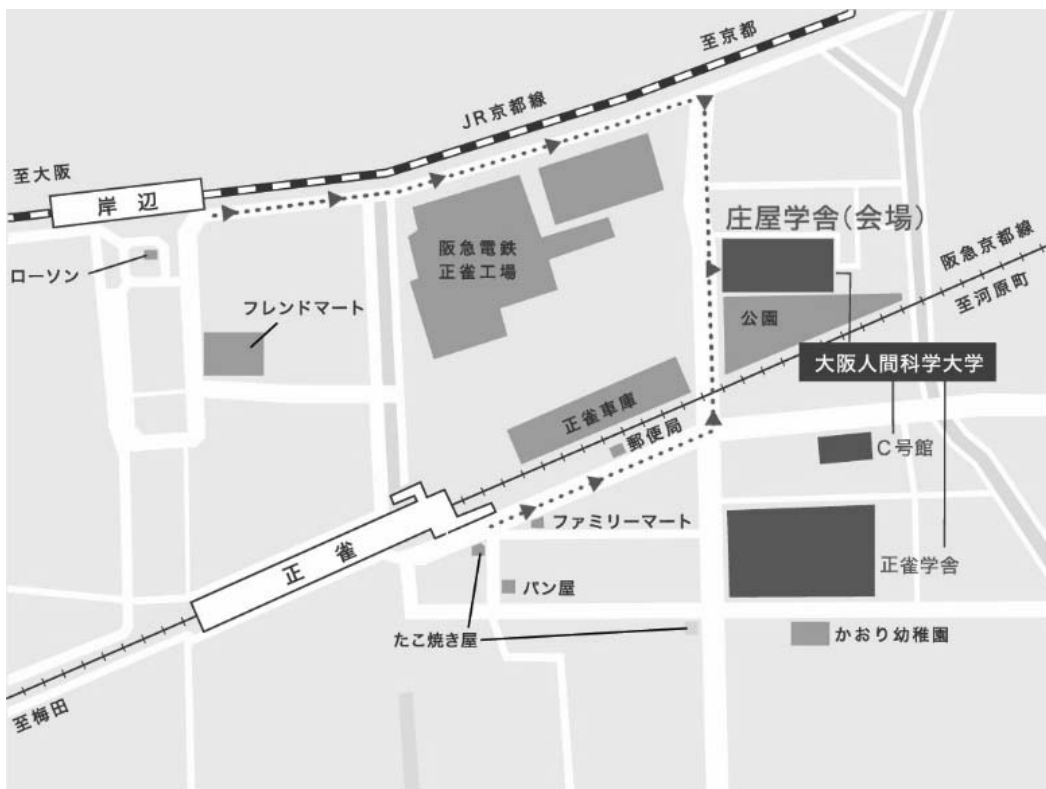 至京都
JR京都線
至大阪
岸辺
庄屋学舎(会場)
阪急電鉄
正雀工場
ローソン
阪急京都線
至河原町
フレンドマート
公園
大阪人間科学大学
正雀車庫
郵便局
C号館
ファミリーマート
正雀
正雀学舎
パン屋
たこ焼き屋
かおり幼稚園
至梅田